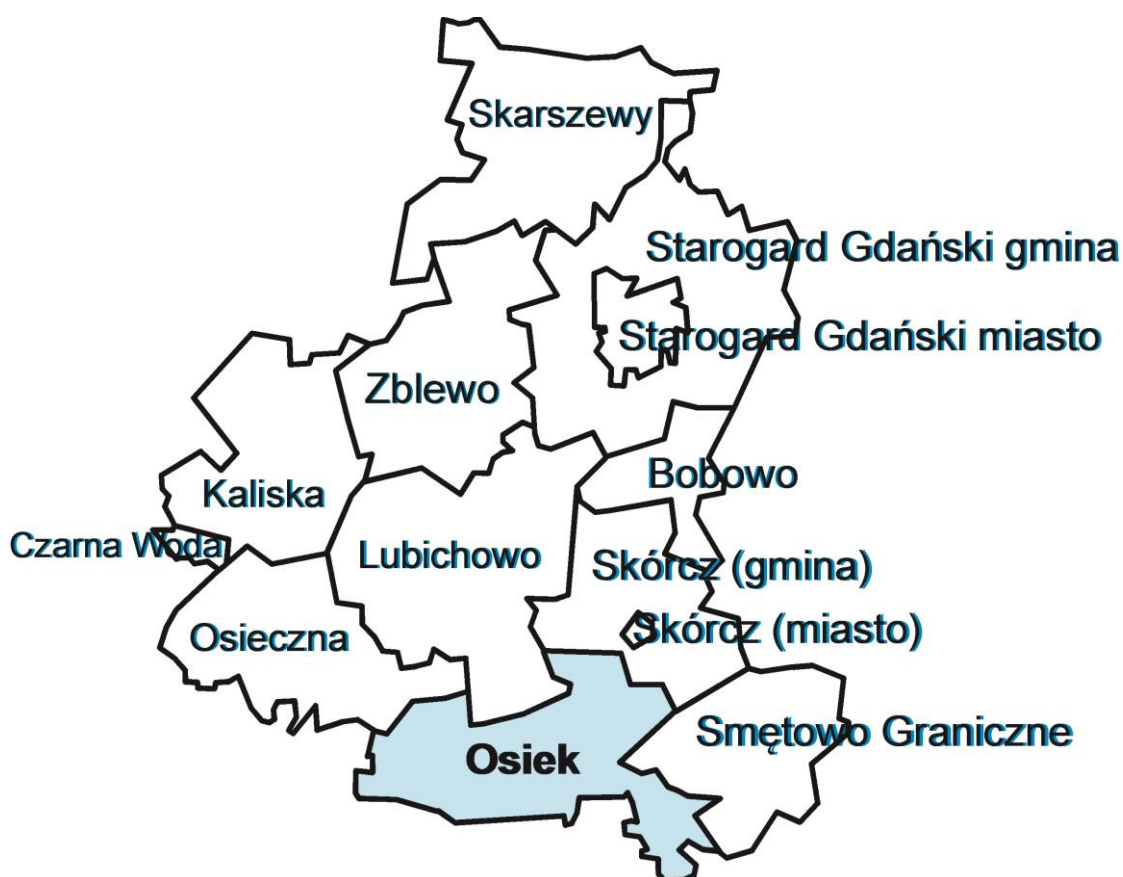 Skarszewy
Starogard Gdański gmina
Starogard Gdański miasto
Zblewo
Bobowo
Kaliska
Czarna Woda
Lubichowo
Skórcz (gmina)
Skórcz (miasto)
Osieczna
Smętowo Graniczne
Osiek